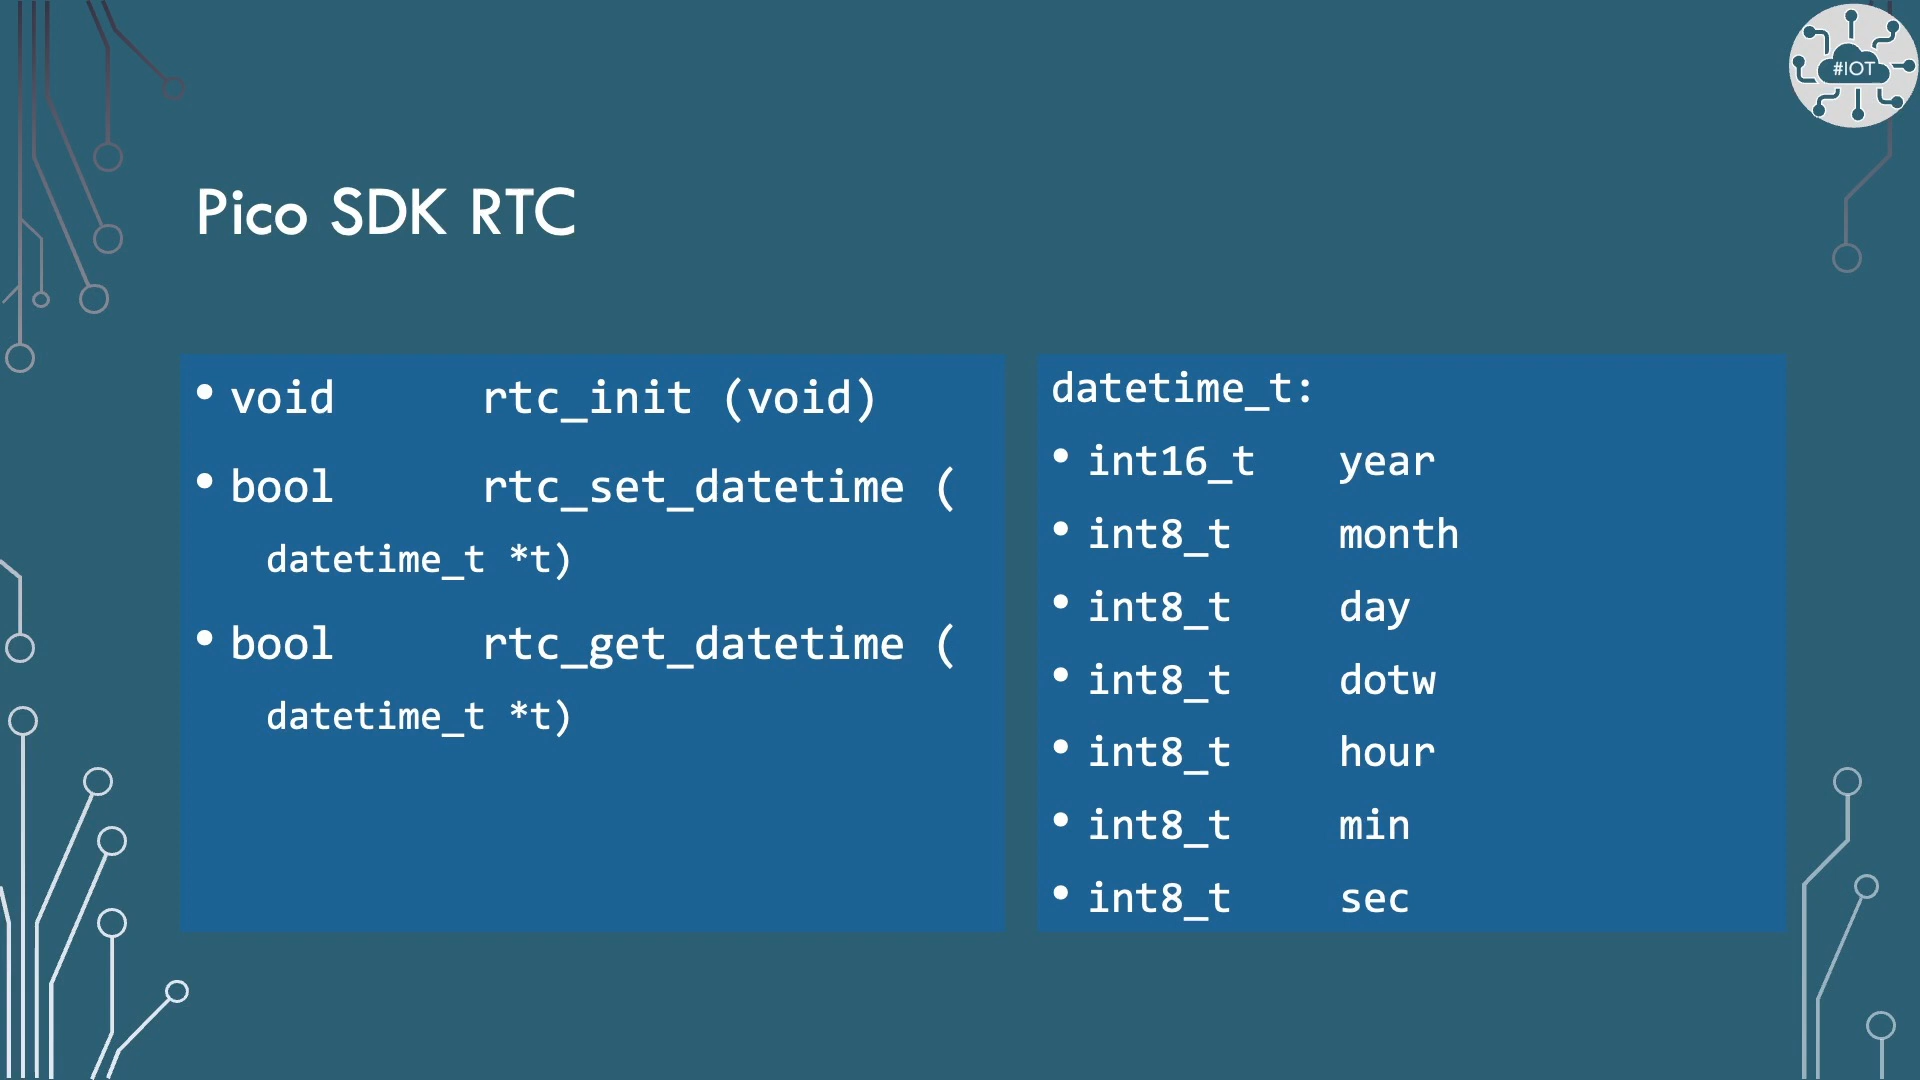 #IOT
Pico SDK RTC
• void rtc_init (void)
• bool rtc_set_datetime (
datetime_t *t)
• bool rtc_get_datetime (
datetime_t *t)
datetime_t:
• int16_t year
• int8_t month
• int8_t day
• int8_t dotw
• int8_t hour
• int8_t min
• int8_t sec